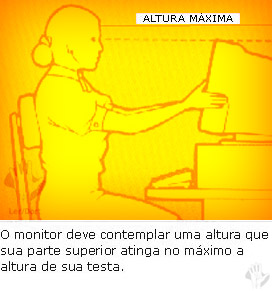 ALTURA MÁXIMA
O monitor deve contemplar uma altura que
sua parte superior atinga no máximo a
altura de sua testa.